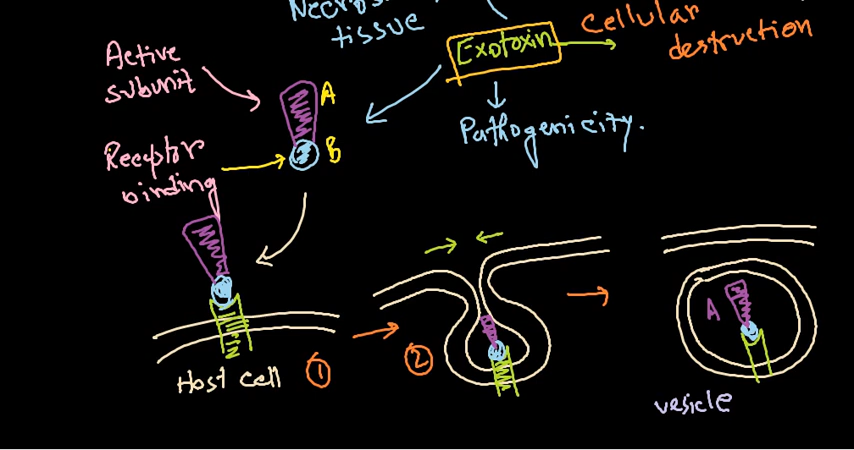 tissue
Exotoxin
Cellular
destruction
Active
subunit
A
B
Pathogenicity.
Receptor
binding
Host cell
1
2
A
vesicle